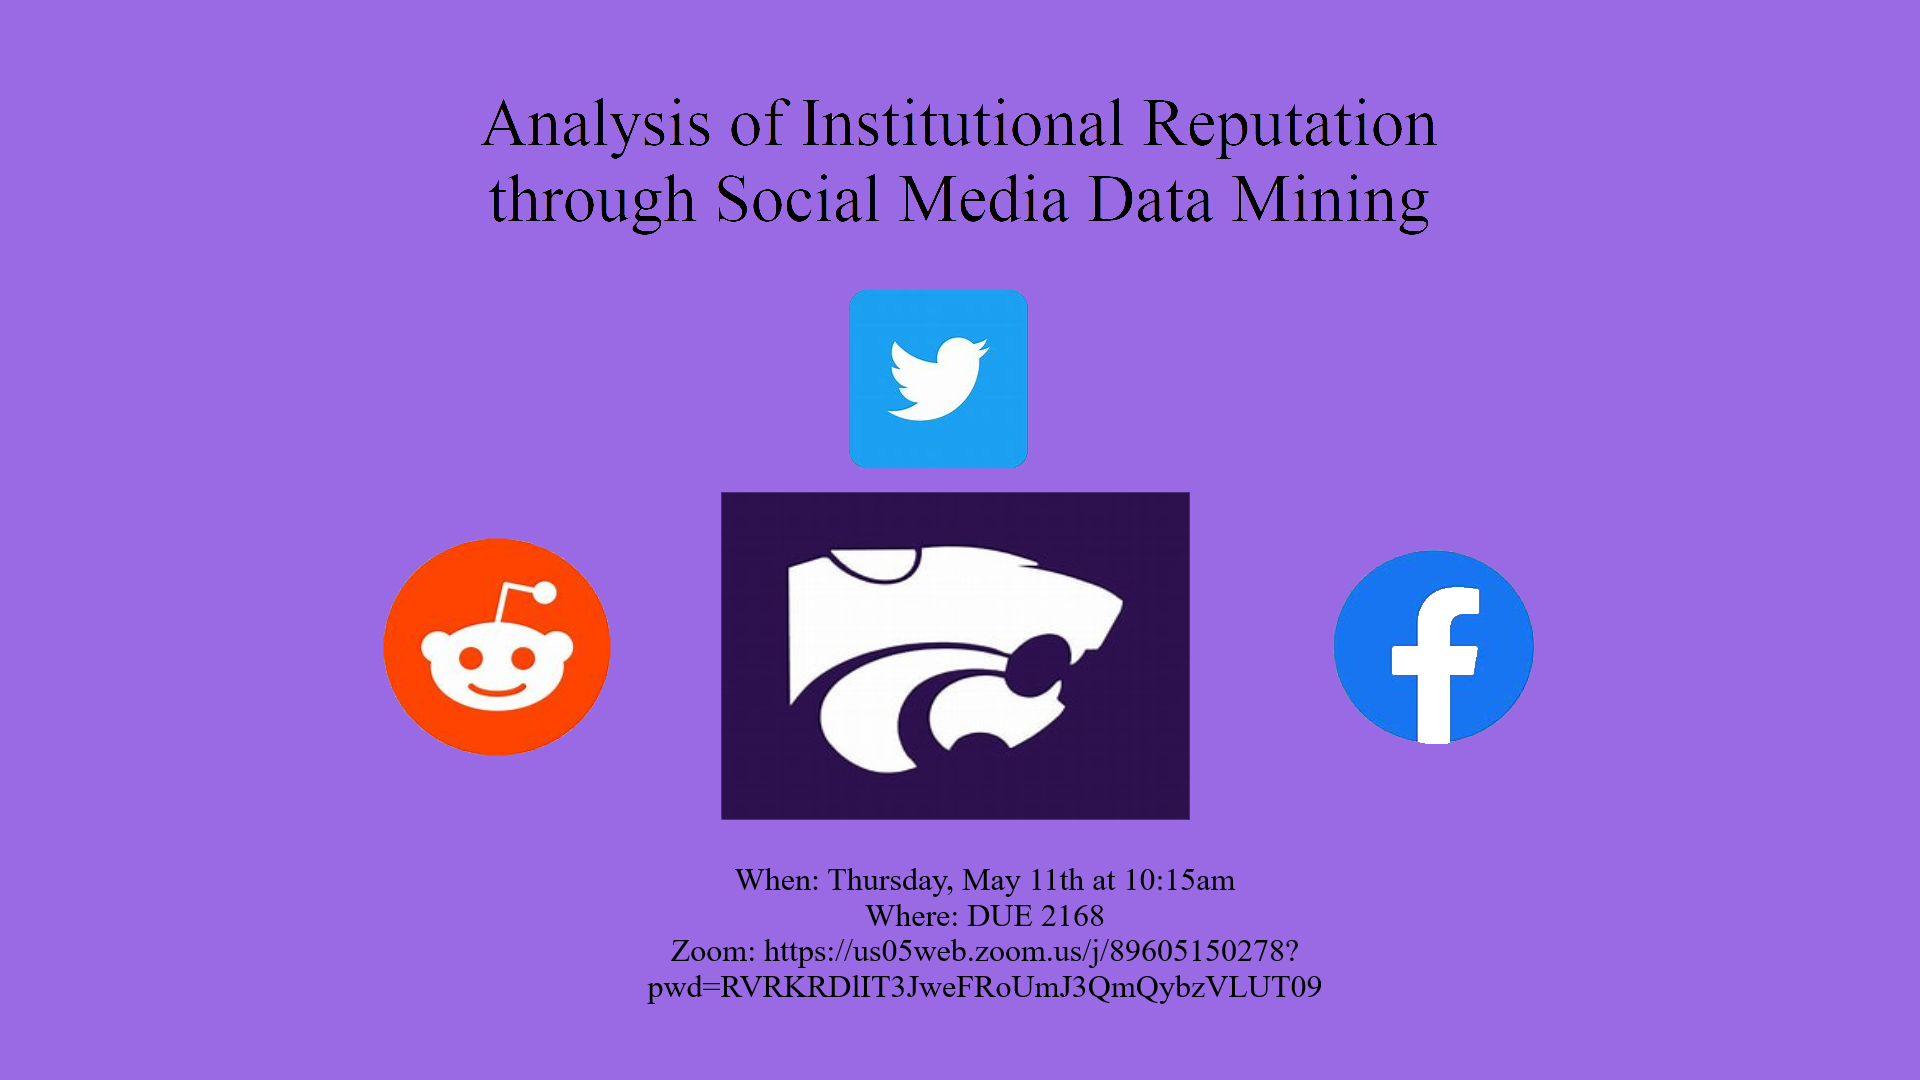 Analysis of Institutional Reputation
through Social Media Data Mining
When: Thursday, May 11th at 10:15am
Where: DUE 2168
Zoom: https://us05web.zoom.us/j/89605150278?
pwd=RVRKRDlIT3JweFRoUmJ3QmQybzVLUT09